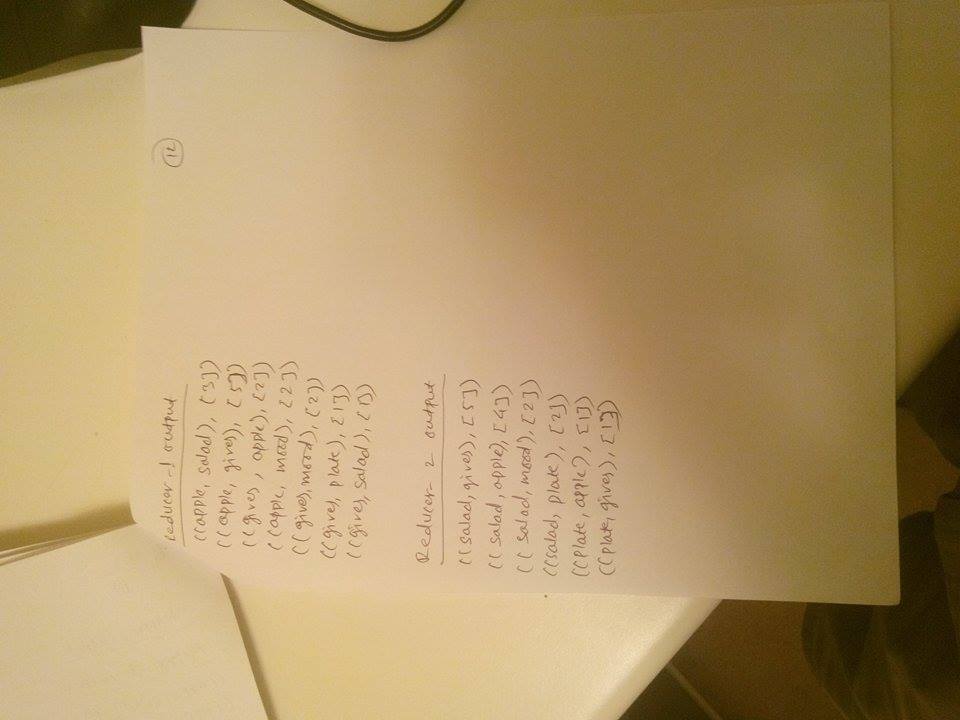 Reducer-1 output
12
((apple, salad), [3])
((apple, gives), [5])
((gives, apple), [2])
((apple, mood), [2])
((gives, mood), [2])
((gives, plate), [1])
((gives, salad), [1])
Reducer-2 output
((salad, gives), [5])
((salad, apple), [4])
((salad, mood), [2])
((salad, plate), [2])
((plate, apple), [1])
((plate, gives), [1])